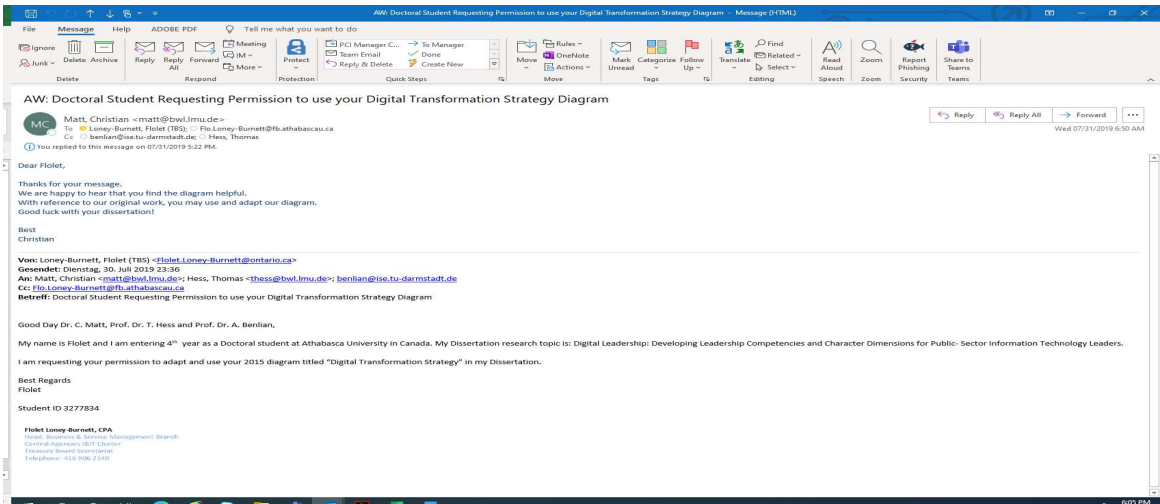 AW: Doctoral Student Requesting Permission to use your Digital Transformation Strategy Diagram - Message (HTML)
File Message Help ADOBE PDF Tell me what you want to do
Ignore
Junk
Delete Archive
Reply Reply All Forward
Meeting
IM
More
Protect
PCI Manager C... To Manager
Team Email Done
Reply & Delete Create New
Move
Rules
OneNote
Actions
Mark Unread Categorize Follow Up
Translate
Find
Related
Select
Read Aloud
Zoom
Report Phishing
Share to Teams
Delete Respond Protection Quick Steps Move Tags Editing Speech Zoom Security Teams
AW: Doctoral Student Requesting Permission to use your Digital Transformation Strategy Diagram
MC
Matt, Christian <matt@bwl.lmu.de>
To Loney-Burnett, Flolet (TBS); Flo.Loney-Burnett@fb.athabascau.ca
Cc benlian@ise.tu-darmstadt.de; Hess, Thomas
Reply Reply All Forward ...
Wed 07/31/2019 6:50 AM
You replied to this message on 07/31/2019 5:22 PM.
Dear Flolet,
Thanks for your message.
We are happy to hear that you find the diagram helpful.
With reference to our original work, you may use and adapt our diagram.
Good luck with your dissertation!
Best
Christian
Von: Loney-Burnett, Flolet (TBS) <Flolet.Loney-Burnett@ontario.ca>
Gesendet: Dienstag, 30. Juli 2019 23:36
An: Matt, Christian <matt@bwl.lmu.de>; Hess, Thomas <thess@bwl.lmu.de>; benlian@ise.tu-darmstadt.de
Cc: Flo.Loney-Burnett@fb.athabascau.ca
Betreff: Doctoral Student Requesting Permission to use your Digital Transformation Strategy Diagram
Good Day Dr. C. Matt, Prof. Dr. T. Hess and Prof. Dr. A. Benlian,
My name is Flolet and I am entering 4th year as a Doctoral student at Athabasca University in Canada. My Dissertation research topic is: Digital Leadership: Developing Leadership Competencies and Character Dimensions for Public- Sector Information Technology Leaders.
I am requesting your permission to adapt and use your 2015 diagram titled "Digital Transformation Strategy" in my Dissertation.
Best Regards
Flolet
Student ID 3277834
Flolet Loney-Burnett, CPA
Head, Business & Service Management Branch
Central Agencies I&IT Cluster
Treasury Board Secretariat
Telephone: 416 906 2140
6:05 PM